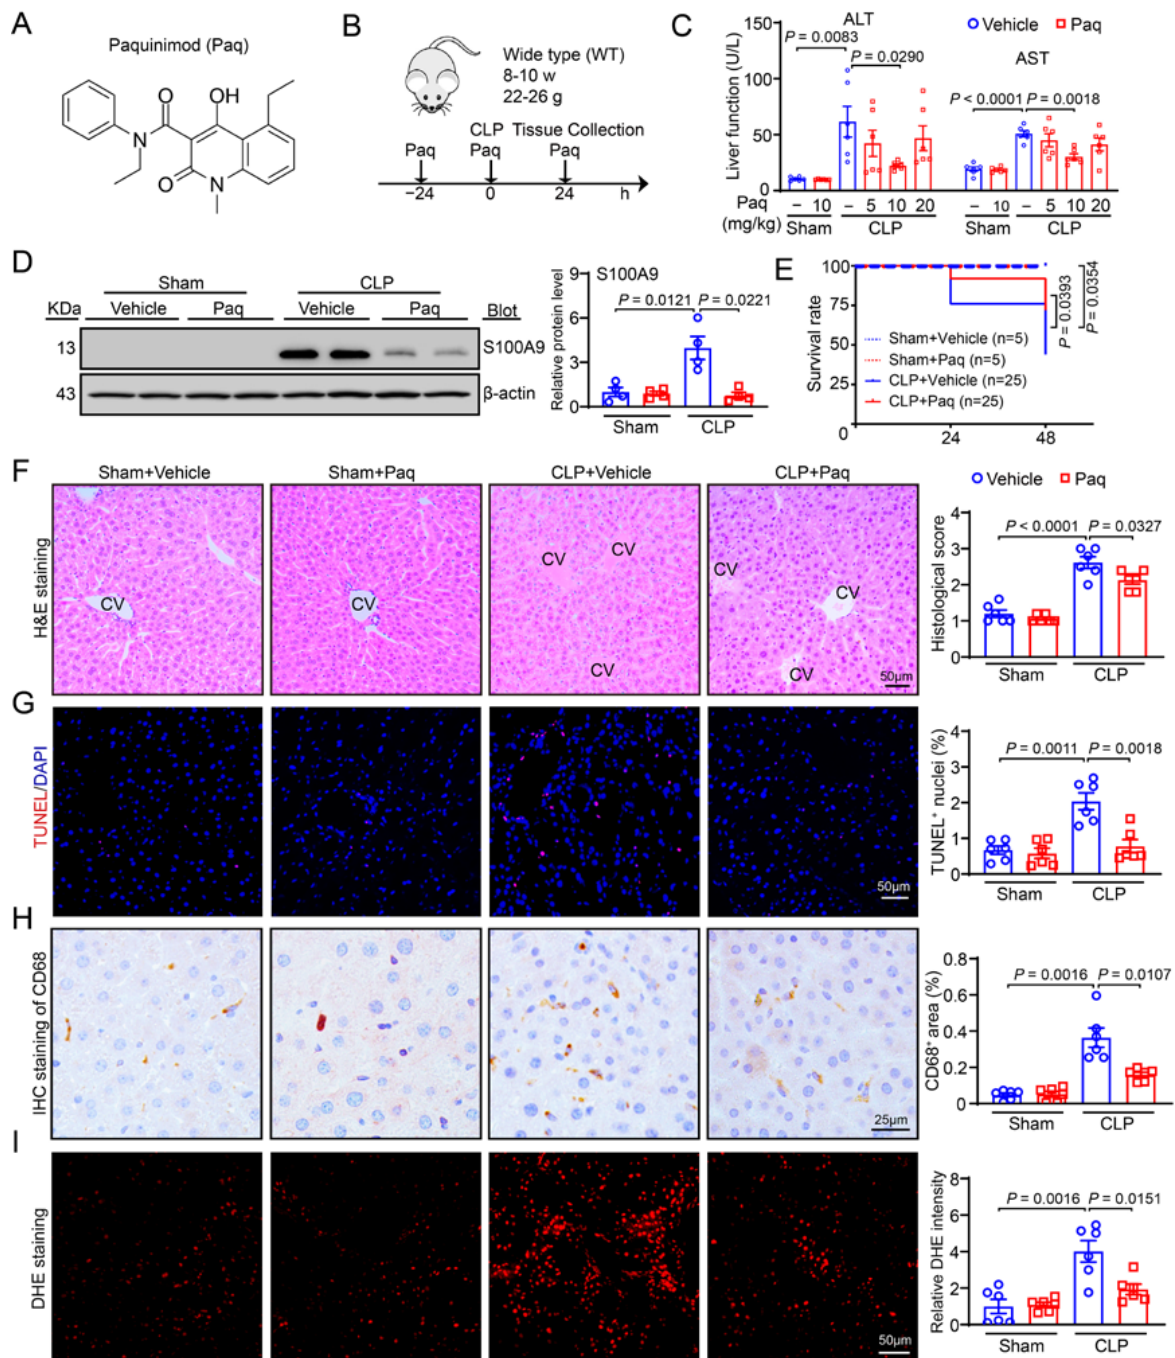 A
Paquinimod (Paq)
O
OH
N
O
N
B
Wide type (WT)
8-10 w
22-26 g
CLP Tissue Collection
Paq Paq Paq
−24 0 24 h
C
ALT
Vehicle Paq
AST
P = 0.0083
P = 0.0290
P < 0.0001 P = 0.0018
Liver function (U/L)
150
100
50
0
Paq − 10 − 5 10 20 − 10 − 5 10 20
(mg/kg) Sham CLP Sham CLP
D
Sham CLP
KDa Vehicle Paq Vehicle Paq Blot
13 S100A9
43 β-actin
S100A9
P = 0.0121 P = 0.0221
Relative protein level
9
6
3
0
Sham CLP
E
Survival rate
100
75
50
25
0
24 48
Sham+Vehicle (n=5)
Sham+Paq (n=5)
CLP+Vehicle (n=25)
CLP+Paq (n=25)
P = 0.0393
P = 0.0354
F
Sham+Vehicle Sham+Paq CLP+Vehicle CLP+Paq
H&E staining
CV
CV
CV
CV
CV
CV
CV
CV
50μm
Vehicle Paq
P < 0.0001 P = 0.0327
Histological score
4
3
2
1
0
Sham CLP
G
TUNEL/DAPI
50μm
P = 0.0011 P = 0.0018
TUNEL⁺ nuclei (%)
4
3
2
1
0
Sham CLP
H
IHC staining of CD68
25μm
P = 0.0016 P = 0.0107
CD68⁺ area (%)
0.8
0.6
0.4
0.2
0
Sham CLP
I
DHE staining
50μm
P = 0.0016 P = 0.0151
Relative DHE intensity
8
6
4
2
0
Sham CLP